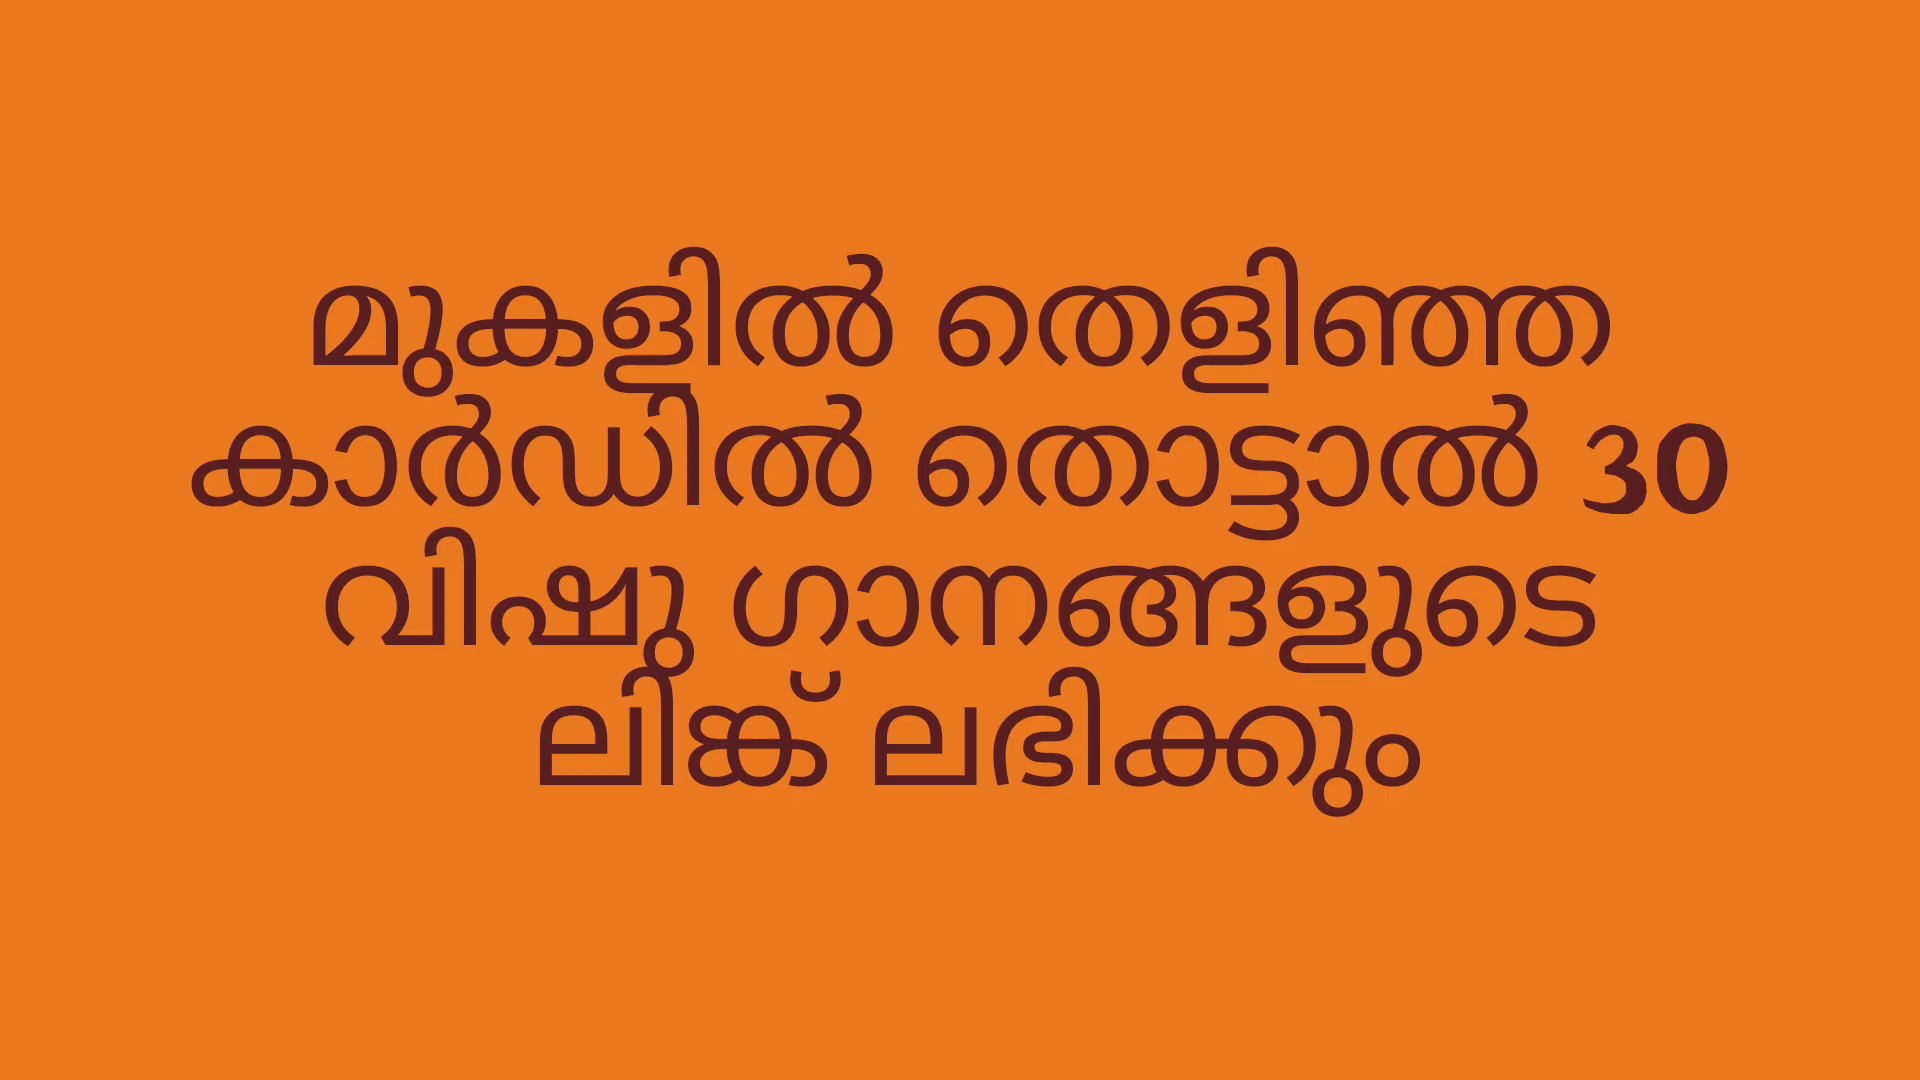 മുകളിൽ തെളിഞ്ഞ
കാർഡിൽ തൊട്ടാൽ 30
വിഷു ഗാനങ്ങളുടെ
ലിങ്ക് ലഭിക്കും